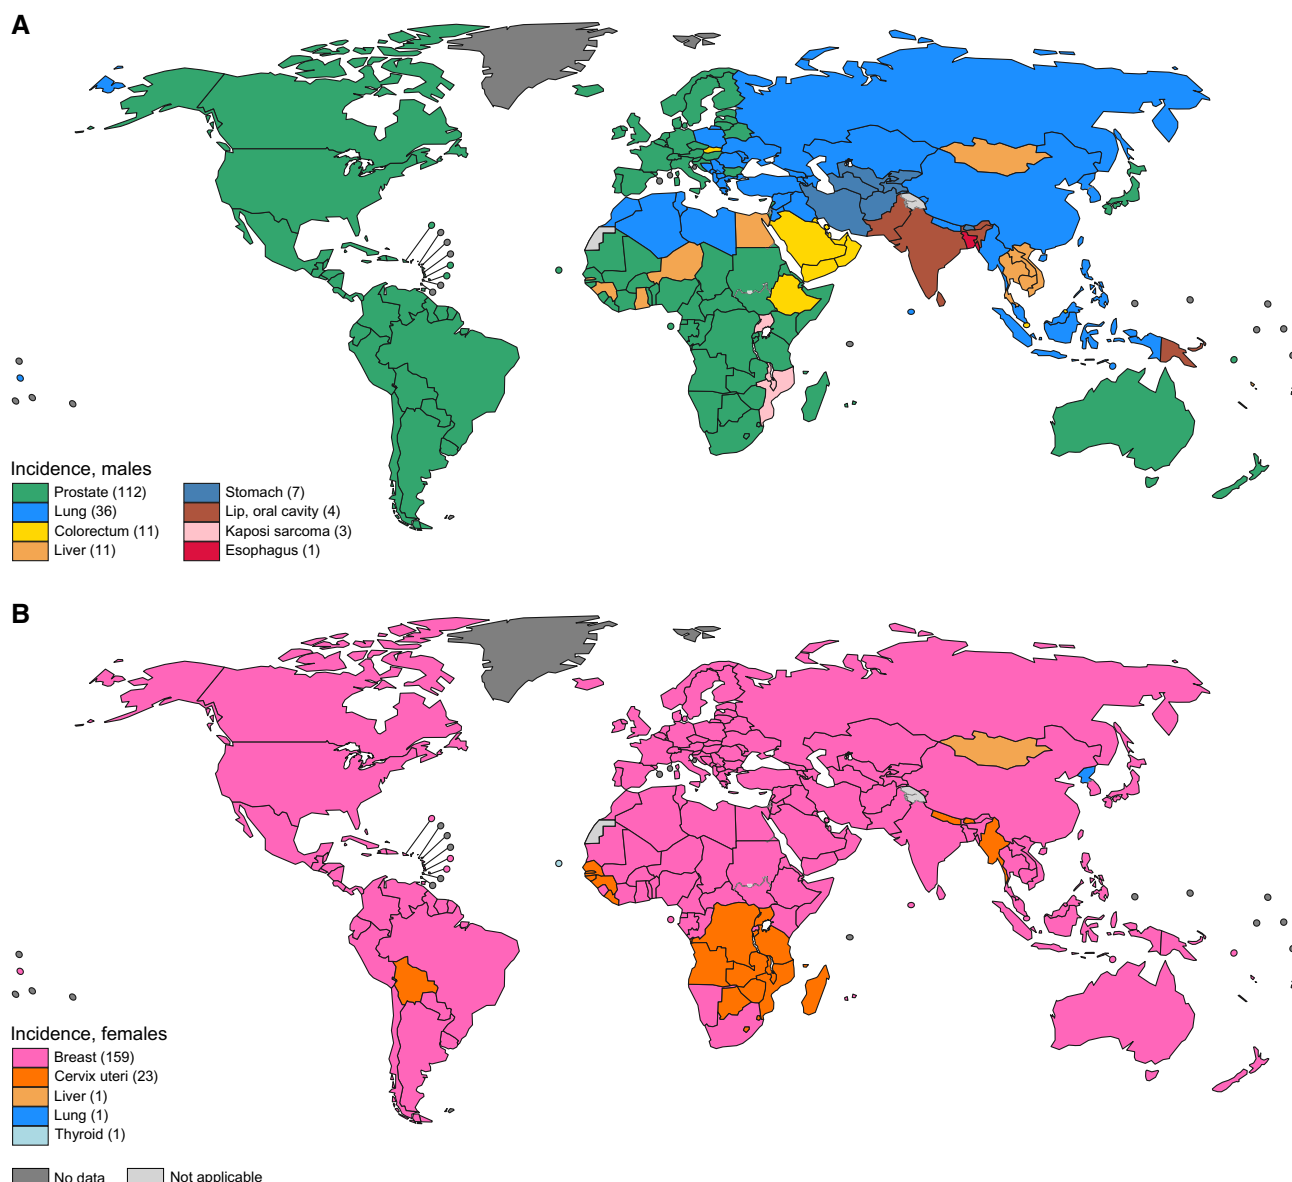 A
Incidence, males
Prostate (112)
Lung (36)
Colorectum (11)
Liver (11)
Stomach (7)
Lip, oral cavity (4)
Kaposi sarcoma (3)
Esophagus (1)
B
Incidence, females
Breast (159)
Cervix uteri (23)
Liver (1)
Lung (1)
Thyroid (1)
No data
Not applicable